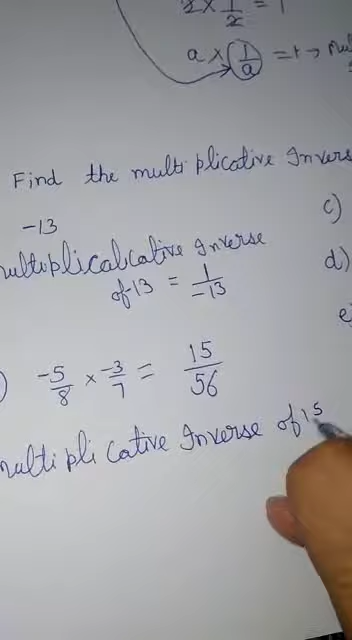 2 × 1/2 = 1
a × (1/a) = 1 →
Find the multiplicative Inverse
-13
c)
multiplicalcative Inverse
of 13 = 1/-13
d)
e)
) -5/8 × -3/7 = 15/56
multiplicative Inverse of 15